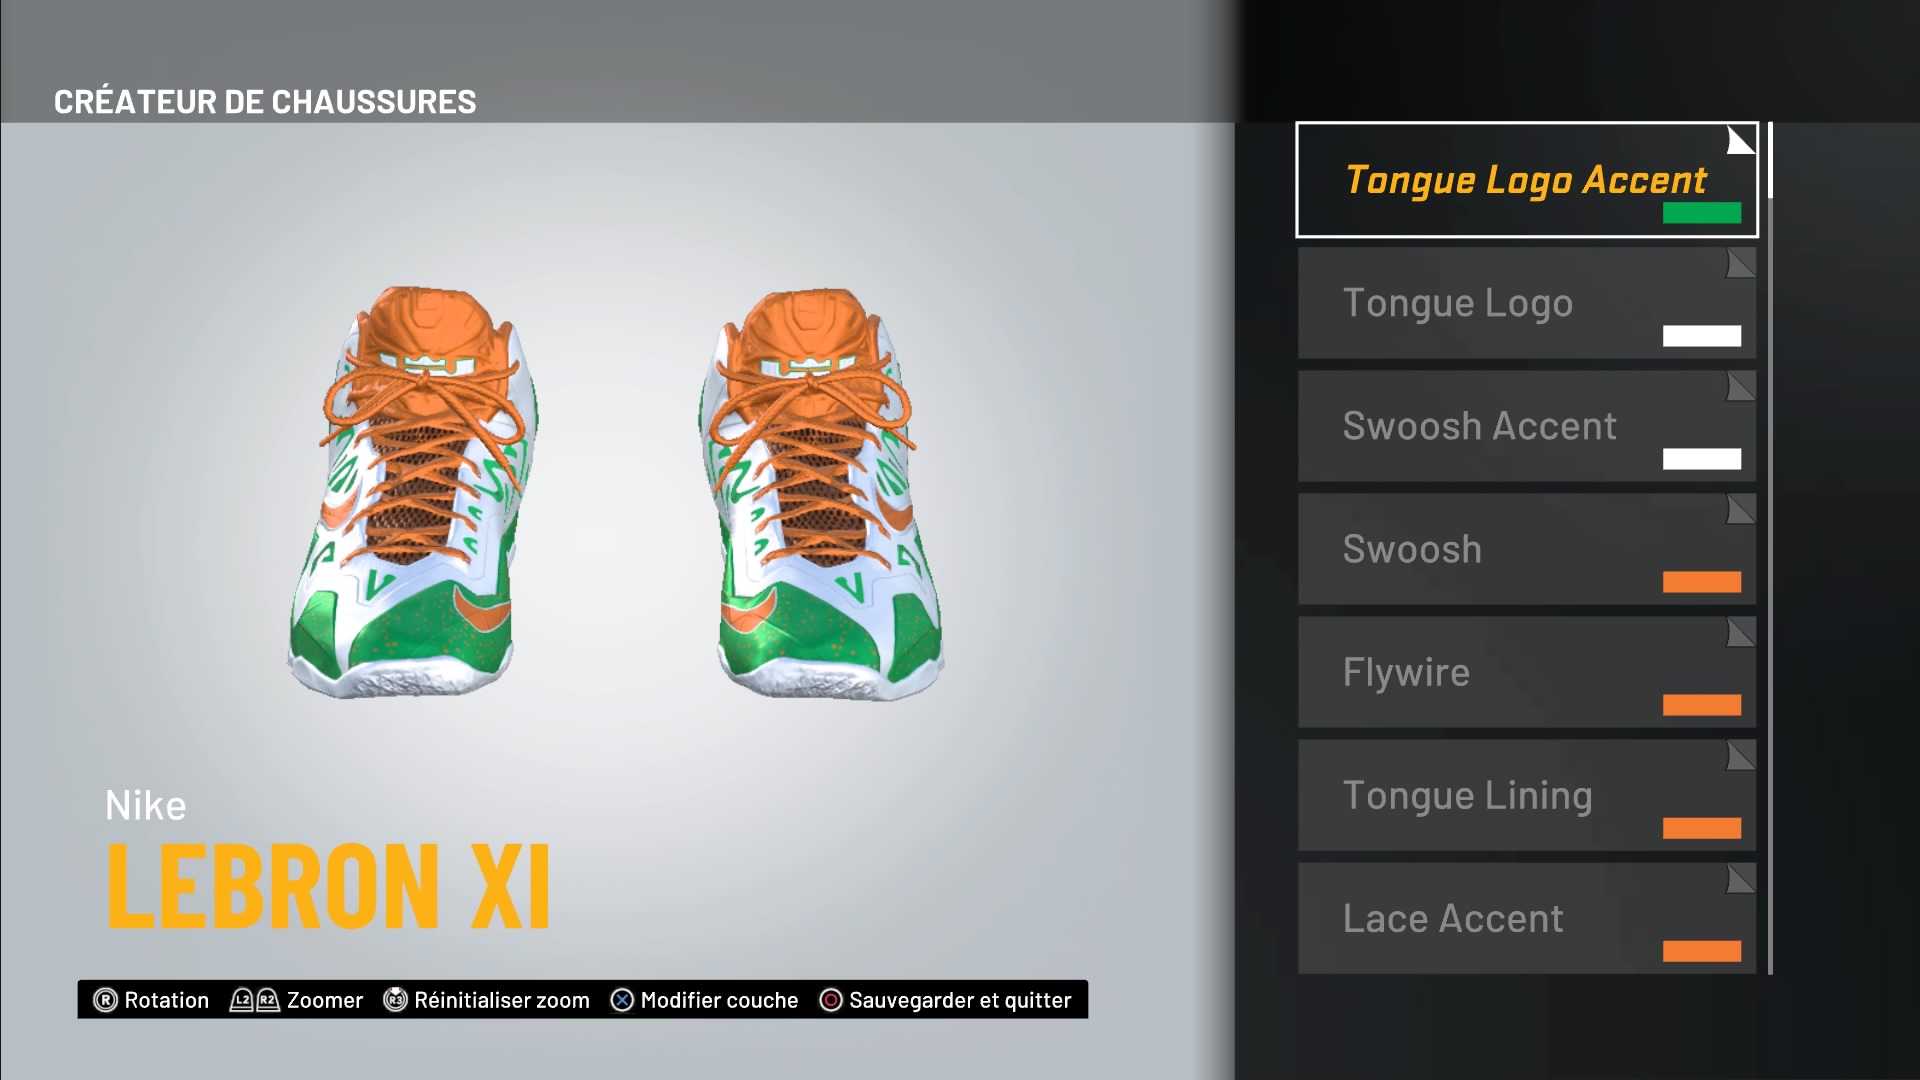 CRÉATEUR DE CHAUSSURES
Tongue Logo Accent
Tongue Logo
Swoosh Accent
Swoosh
Flywire
Tongue Lining
Lace Accent
Nike
LEBRON XI
R Rotation L2 R2 Zoomer R3 Réinitialiser zoom Modifier couche Sauvegarder et quitter